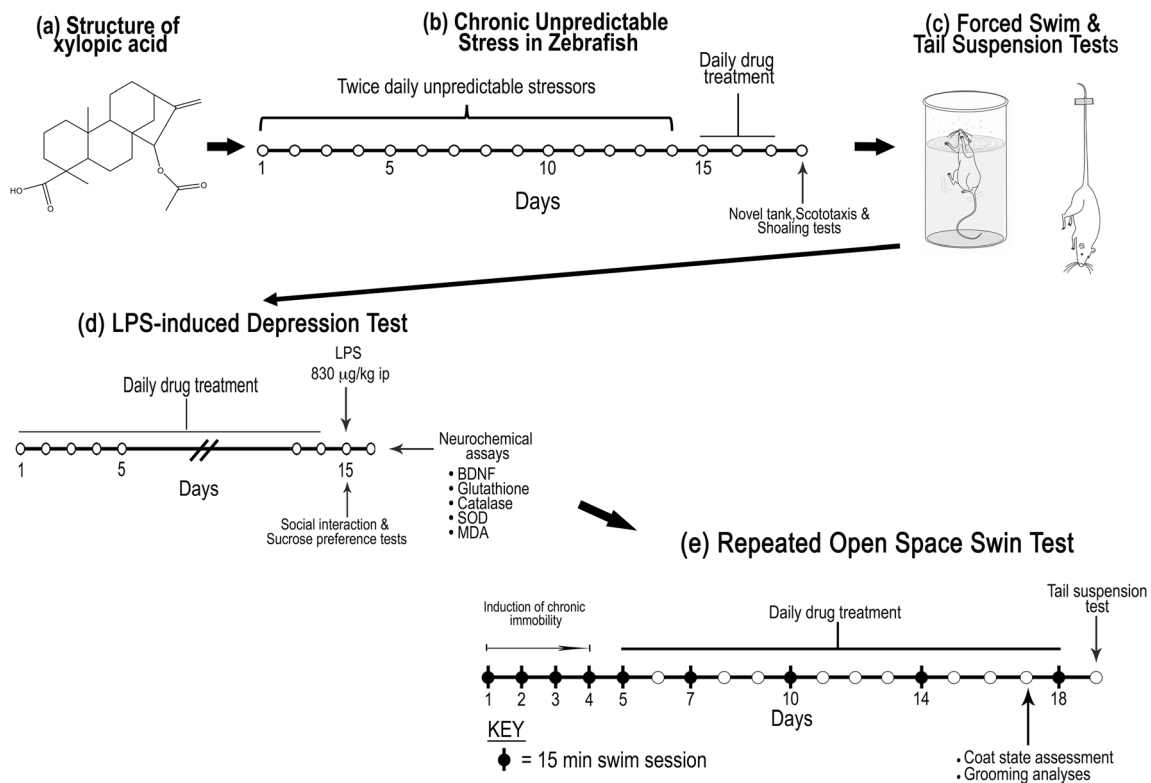 (a) Structure of
xylopic acid
HO
O
O
O
(b) Chronic Unpredictable
Stress in Zebrafish
Twice daily unpredictable stressors
Daily drug
treatment
1
5
10
15
Days
Novel tank,Scototaxis &
Shoaling tests
(c) Forced Swim &
Tail Suspension Tests
(d) LPS-induced Depression Test
LPS
830 µg/kg ip
Daily drug treatment
1
5
15
Days
Social interaction &
Sucrose preference tests
Neurochemical
assays
• BDNF
• Glutathione
• Catalase
• SOD
• MDA
(e) Repeated Open Space Swin Test
Induction of chronic
immobility
Daily drug treatment
Tail suspension
test
1 2 3 4 5 7 10 14 18
Days
KEY
= 15 min swim session
• Coat state assessment
• Grooming analyses